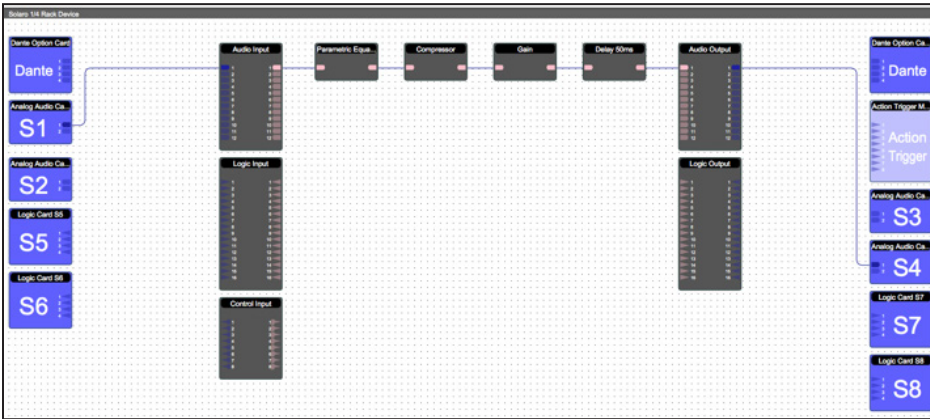 Solaro 1/4 Rack Device
Dante Option Card
Dante
Analog Audio Ca...
S1
Analog Audio Ca...
S2
Logic Card S5
S5
Logic Card S6
S6
Audio Input
Logic Input
Control Input
Parametric Equa...
Compressor
Gain
Delay 50ms
Audio Output
Logic Output
Dante Option Ca...
Dante
Action Trigger M...
Action
Trigger
Analog Audio Ca...
S3
Analog Audio Ca...
S4
Logic Card S7
S7
Logic Card S8
S8